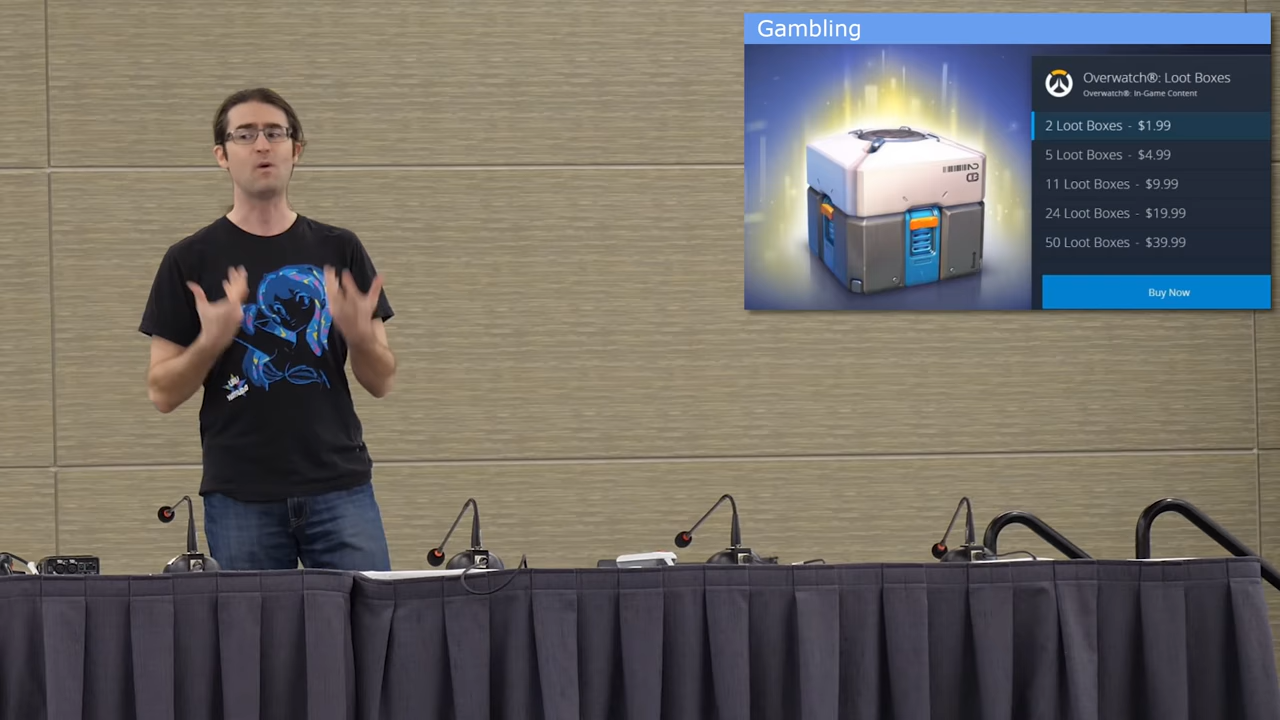 Gambling
Overwatch®: Loot Boxes
Overwatch®: In-Game Content
2 Loot Boxes - $1.99
5 Loot Boxes - $4.99
11 Loot Boxes - $9.99
24 Loot Boxes - $19.99
50 Loot Boxes - $39.99
Buy Now